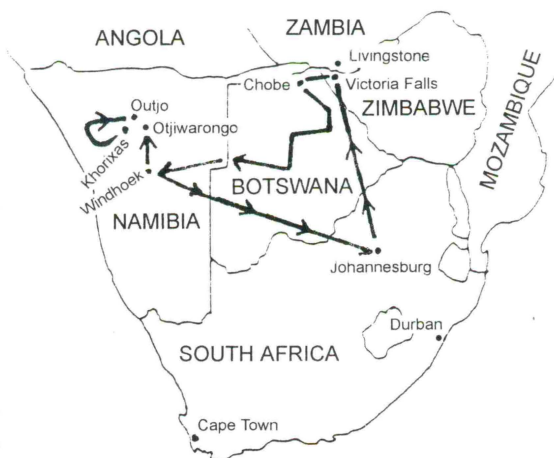 ANGOLA
ZAMBIA
Livingstone
Chobe
Victoria Falls
ZIMBABWE
MOZAMBIQUE
Outjo
Otjiwarongo
Khorixas
Windhoek
BOTSWANA
NAMIBIA
Johannesburg
Durban
SOUTH AFRICA
Cape Town